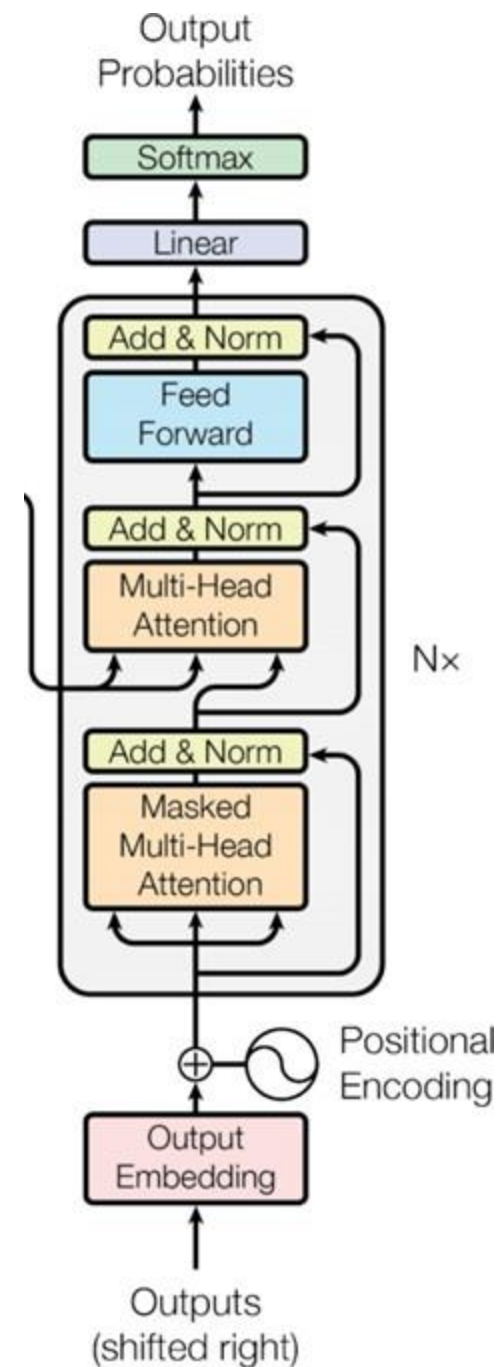 Output
Probabilities
Softmax
Linear
Add & Norm
Feed
Forward
Add & Norm
Multi-Head
Attention
N×
Add & Norm
Masked
Multi-Head
Attention
Positional
Encoding
Output
Embedding
Outputs
(shifted right)